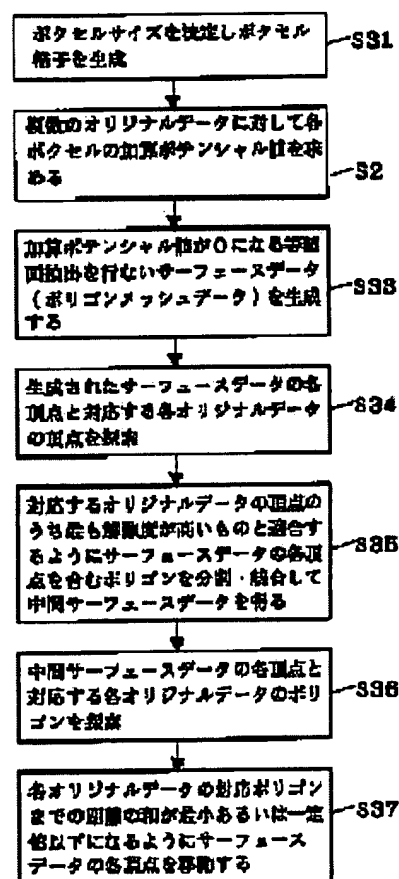 ボクセルサイズを決定しボクセル
格子を生成
S31
複数のオリジナルデータに対して各
ボクセルの加算ポテンシャル値を求
める
S2
加算ポテンシャル値が0になる等値
面抽出を行ないサーフェースデータ
(ポリゴンメッシュデータ)を生成
する
S33
生成されたサーフェースデータの各
頂点と対応する各オリジナルデータ
の頂点を探索
S34
対応するオリジナルデータの頂点の
うち最も解像度が高いものと適合す
るようにサーフェースデータの各頂
点を含むポリゴンを分割・結合して
中間サーフェースデータを得る
S35
中間サーフェースデータの各頂点と
対応する各オリジナルデータのポリ
ゴンを探索
S36
各オリジナルデータの対応ポリゴン
までの距離の和が最小あるいは一定
値以下になるようにサーフェース
データの各頂点を移動する
S37